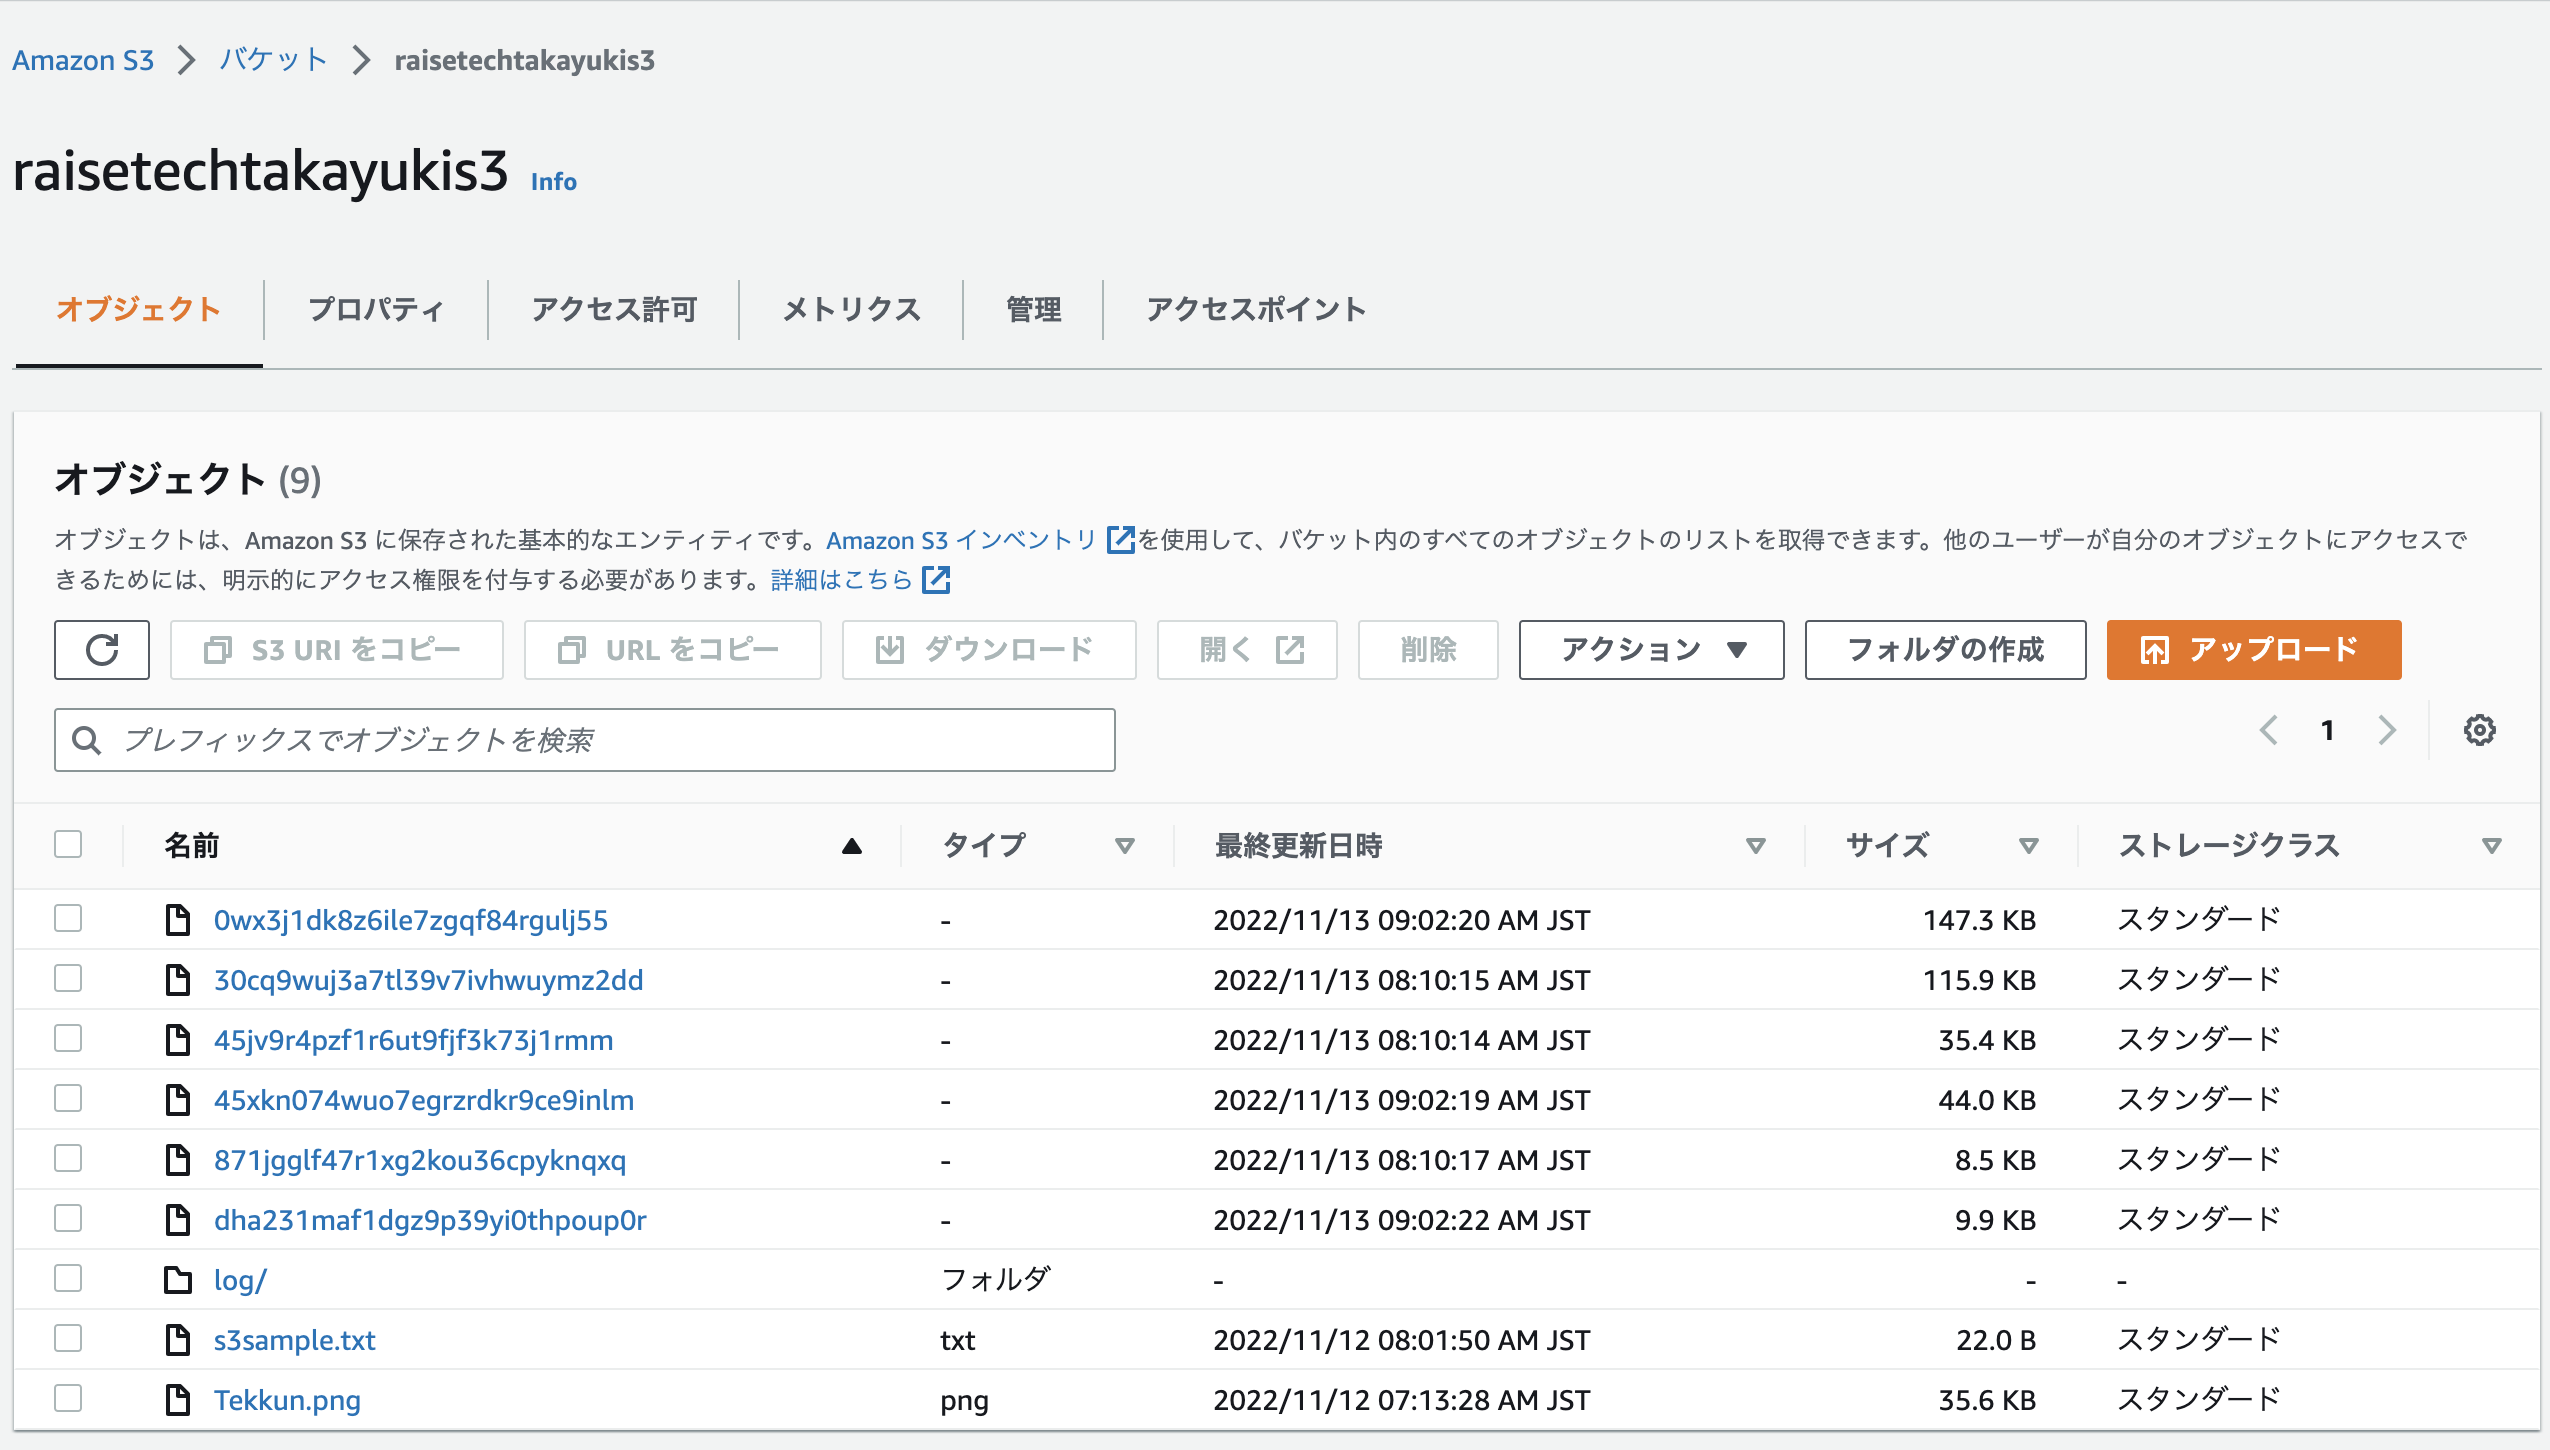 Amazon S3 > バケット > raisetechtakayukis3
raisetechtakayukis3 Info
オブジェクト プロパティ アクセス許可 メトリクス 管理 アクセスポイント
オブジェクト (9)
オブジェクトは、Amazon S3 に保存された基本的なエンティティです。Amazon S3 インベントリ を使用して、バケット内のすべてのオブジェクトのリストを取得できます。他のユーザーが自分のオブジェクトにアクセスで
きるためには、明示的にアクセス権限を付与する必要があります。詳細はこちら
S3 URI をコピー URL をコピー ダウンロード 開く 削除 アクション フォルダの作成 アップロード
プレフィックスでオブジェクトを検索 1
名前 タイプ 最終更新日時 サイズ ストレージクラス
0wx3j1dk8z6ile7zgqf84rgulj55 - 2022/11/13 09:02:20 AM JST 147.3 KB スタンダード
30cq9wuj3a7tl39v7ivhwuymz2dd - 2022/11/13 08:10:15 AM JST 115.9 KB スタンダード
45jv9r4pzf1r6ut9fjf3k73j1rmm - 2022/11/13 08:10:14 AM JST 35.4 KB スタンダード
45xkn074wuo7egrzrdkr9ce9inlm - 2022/11/13 09:02:19 AM JST 44.0 KB スタンダード
871jgglf47r1xg2kou36cpyknqxq - 2022/11/13 08:10:17 AM JST 8.5 KB スタンダード
dha231maf1dgz9p39yi0thpoup0r - 2022/11/13 09:02:22 AM JST 9.9 KB スタンダード
log/ フォルダ - - -
s3sample.txt txt 2022/11/12 08:01:50 AM JST 22.0 B スタンダード
Tekkun.png png 2022/11/12 07:13:28 AM JST 35.6 KB スタンダード